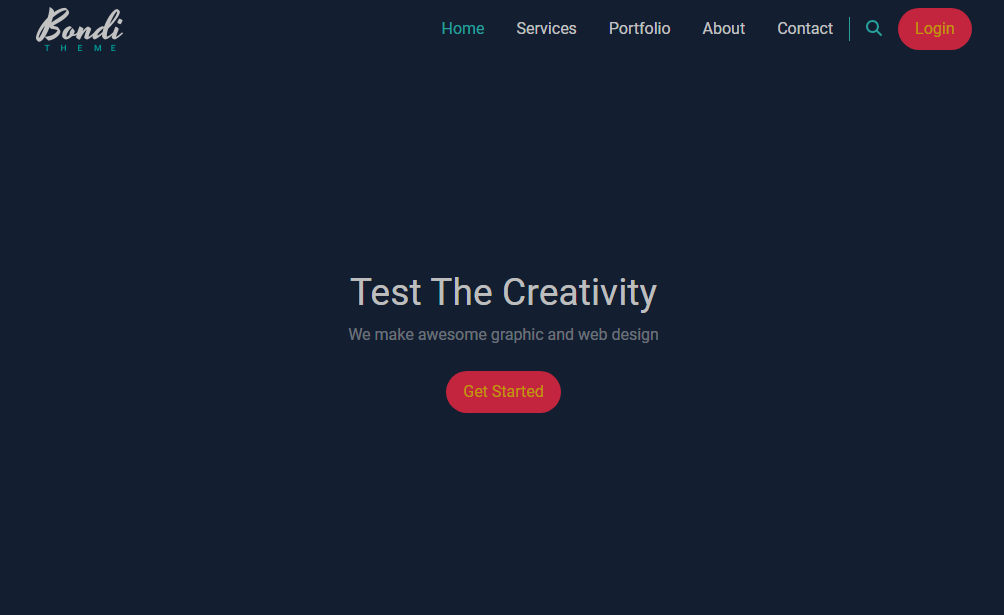 Bondi
THEME
Home Services Portfolio About Contact Login
Test The Creativity
We make awesome graphic and web design
Get Started